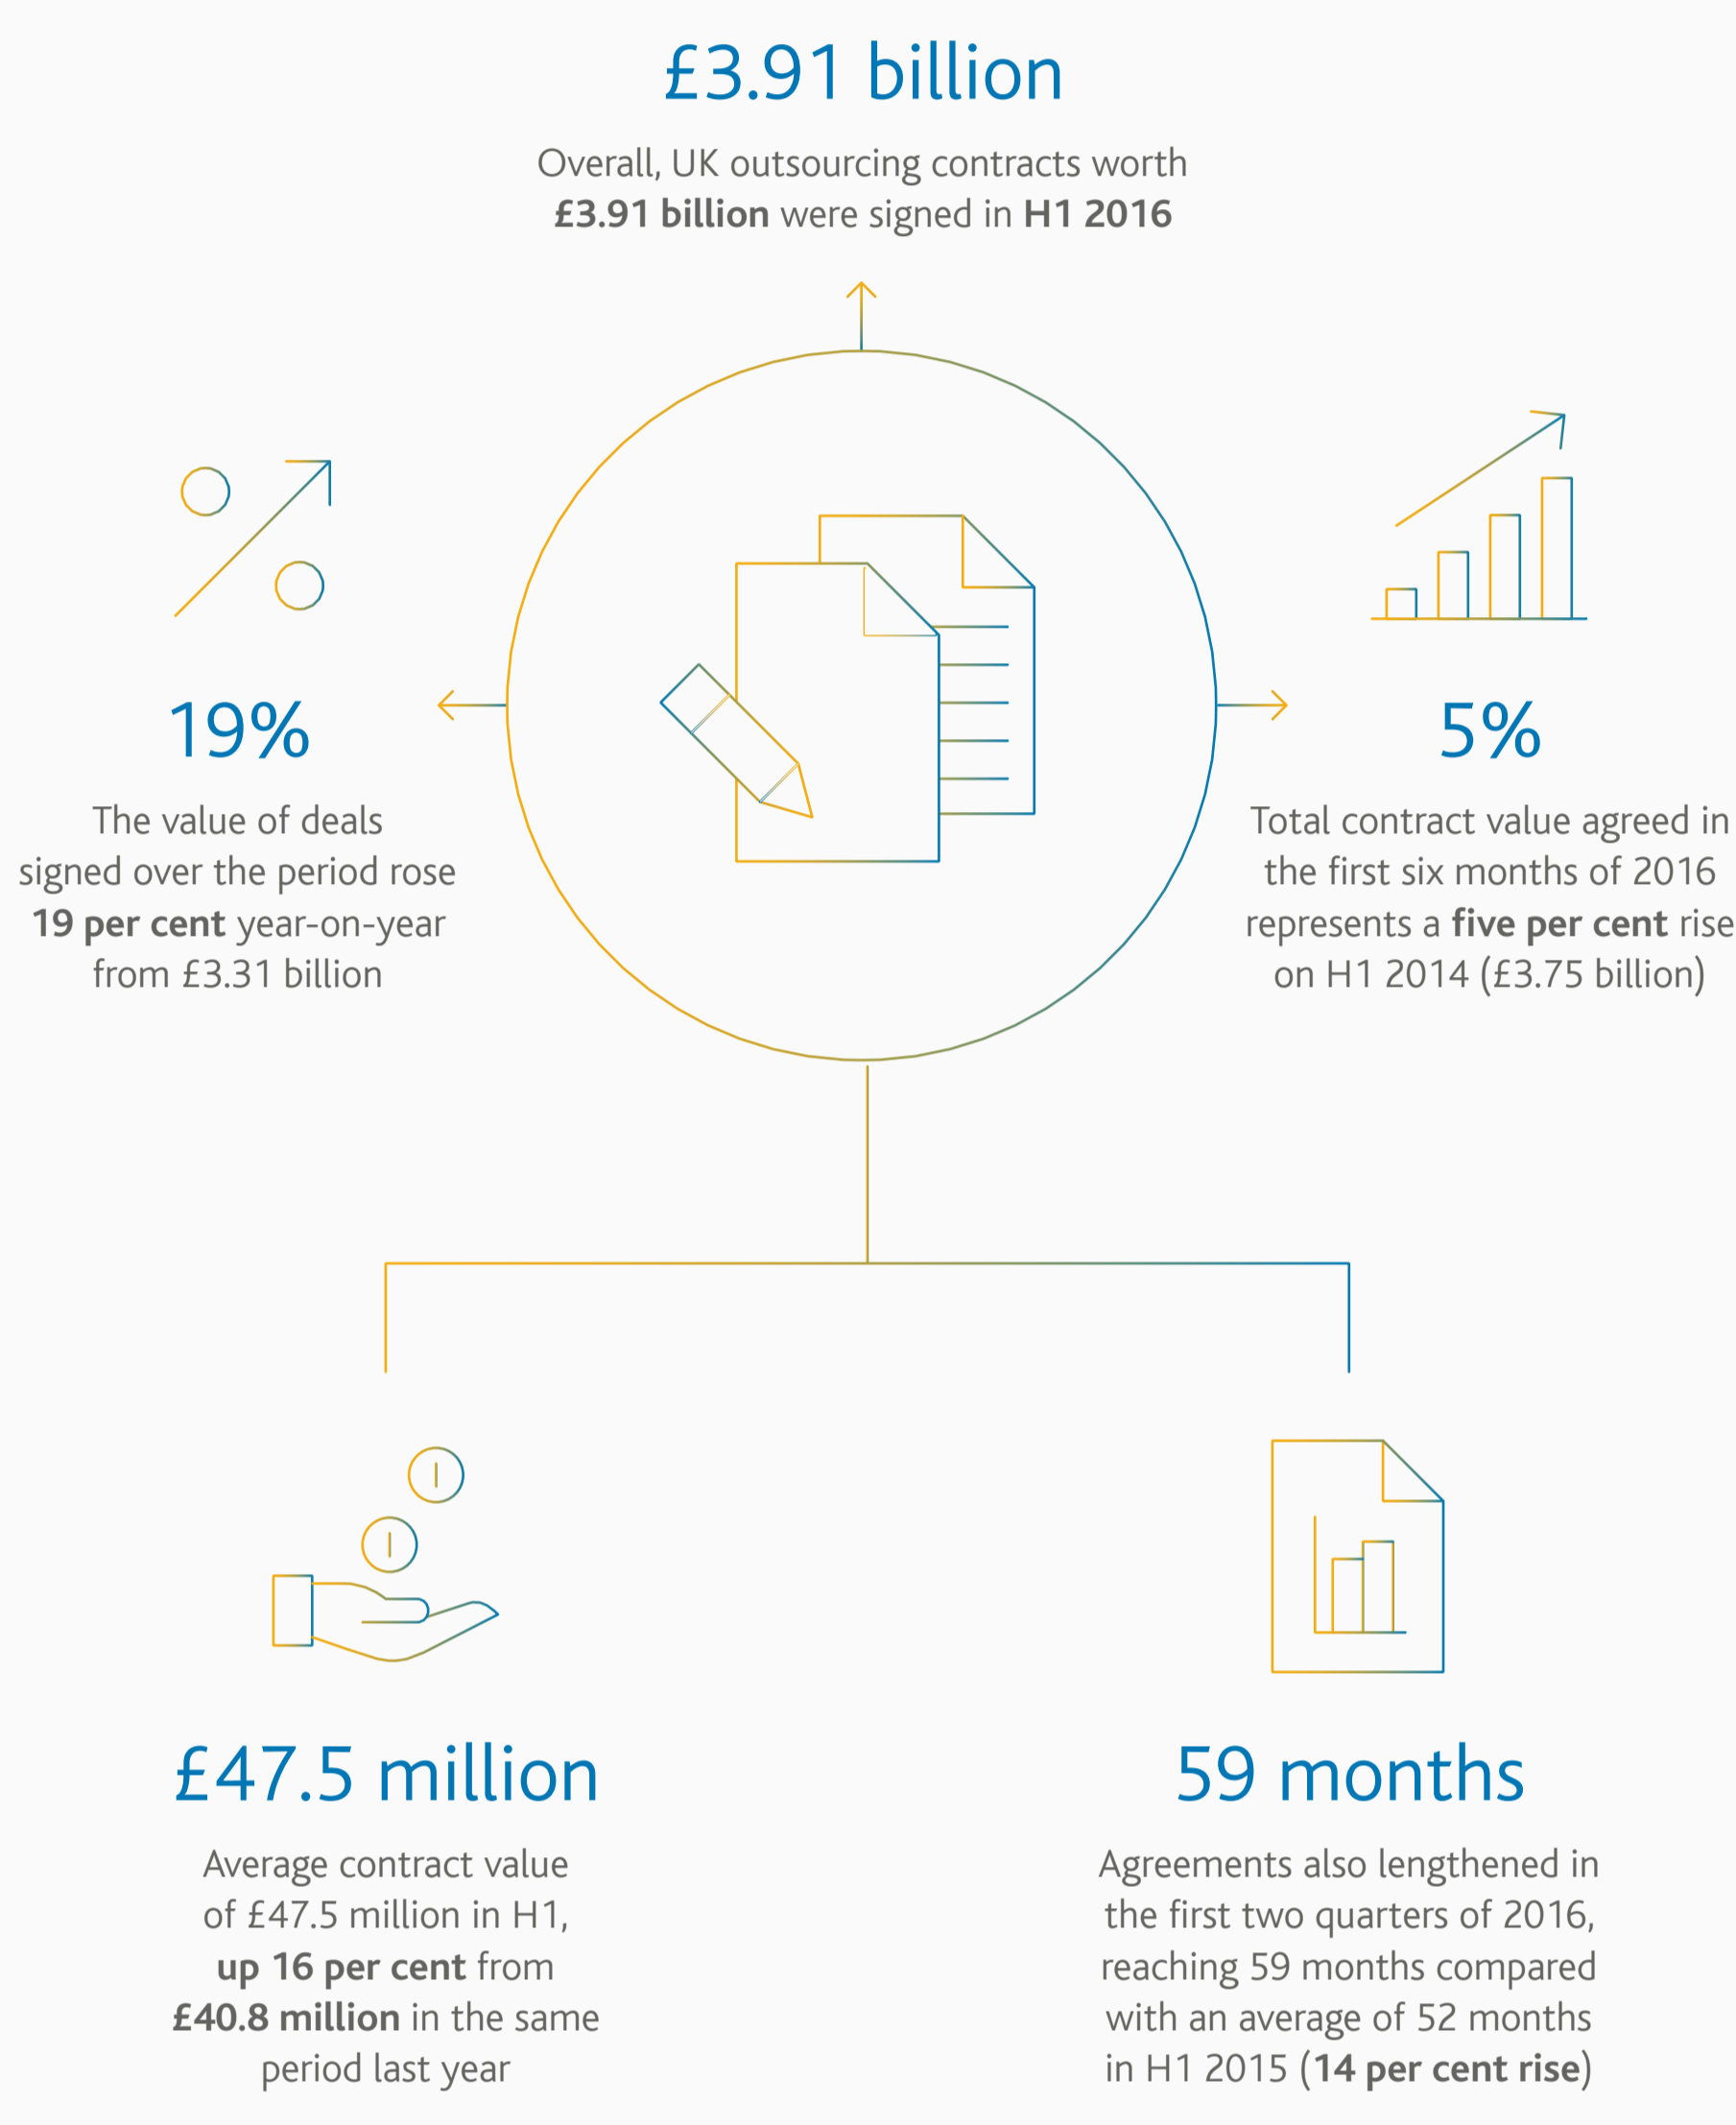 £3.91 billion
Overall, UK outsourcing contracts worth
£3.91 billion were signed in H1 2016
19%
The value of deals
signed over the period rose
19 per cent year-on-year
from £3.31 billion
5%
Total contract value agreed in
the first six months of 2016
represents a five per cent rise
on H1 2014 (£3.75 billion)
£47.5 million
Average contract value
of £47.5 million in H1,
up 16 per cent from
£40.8 million in the same
period last year
59 months
Agreements also lengthened in
the first two quarters of 2016,
reaching 59 months compared
with an average of 52 months
in H1 2015 (14 per cent rise)